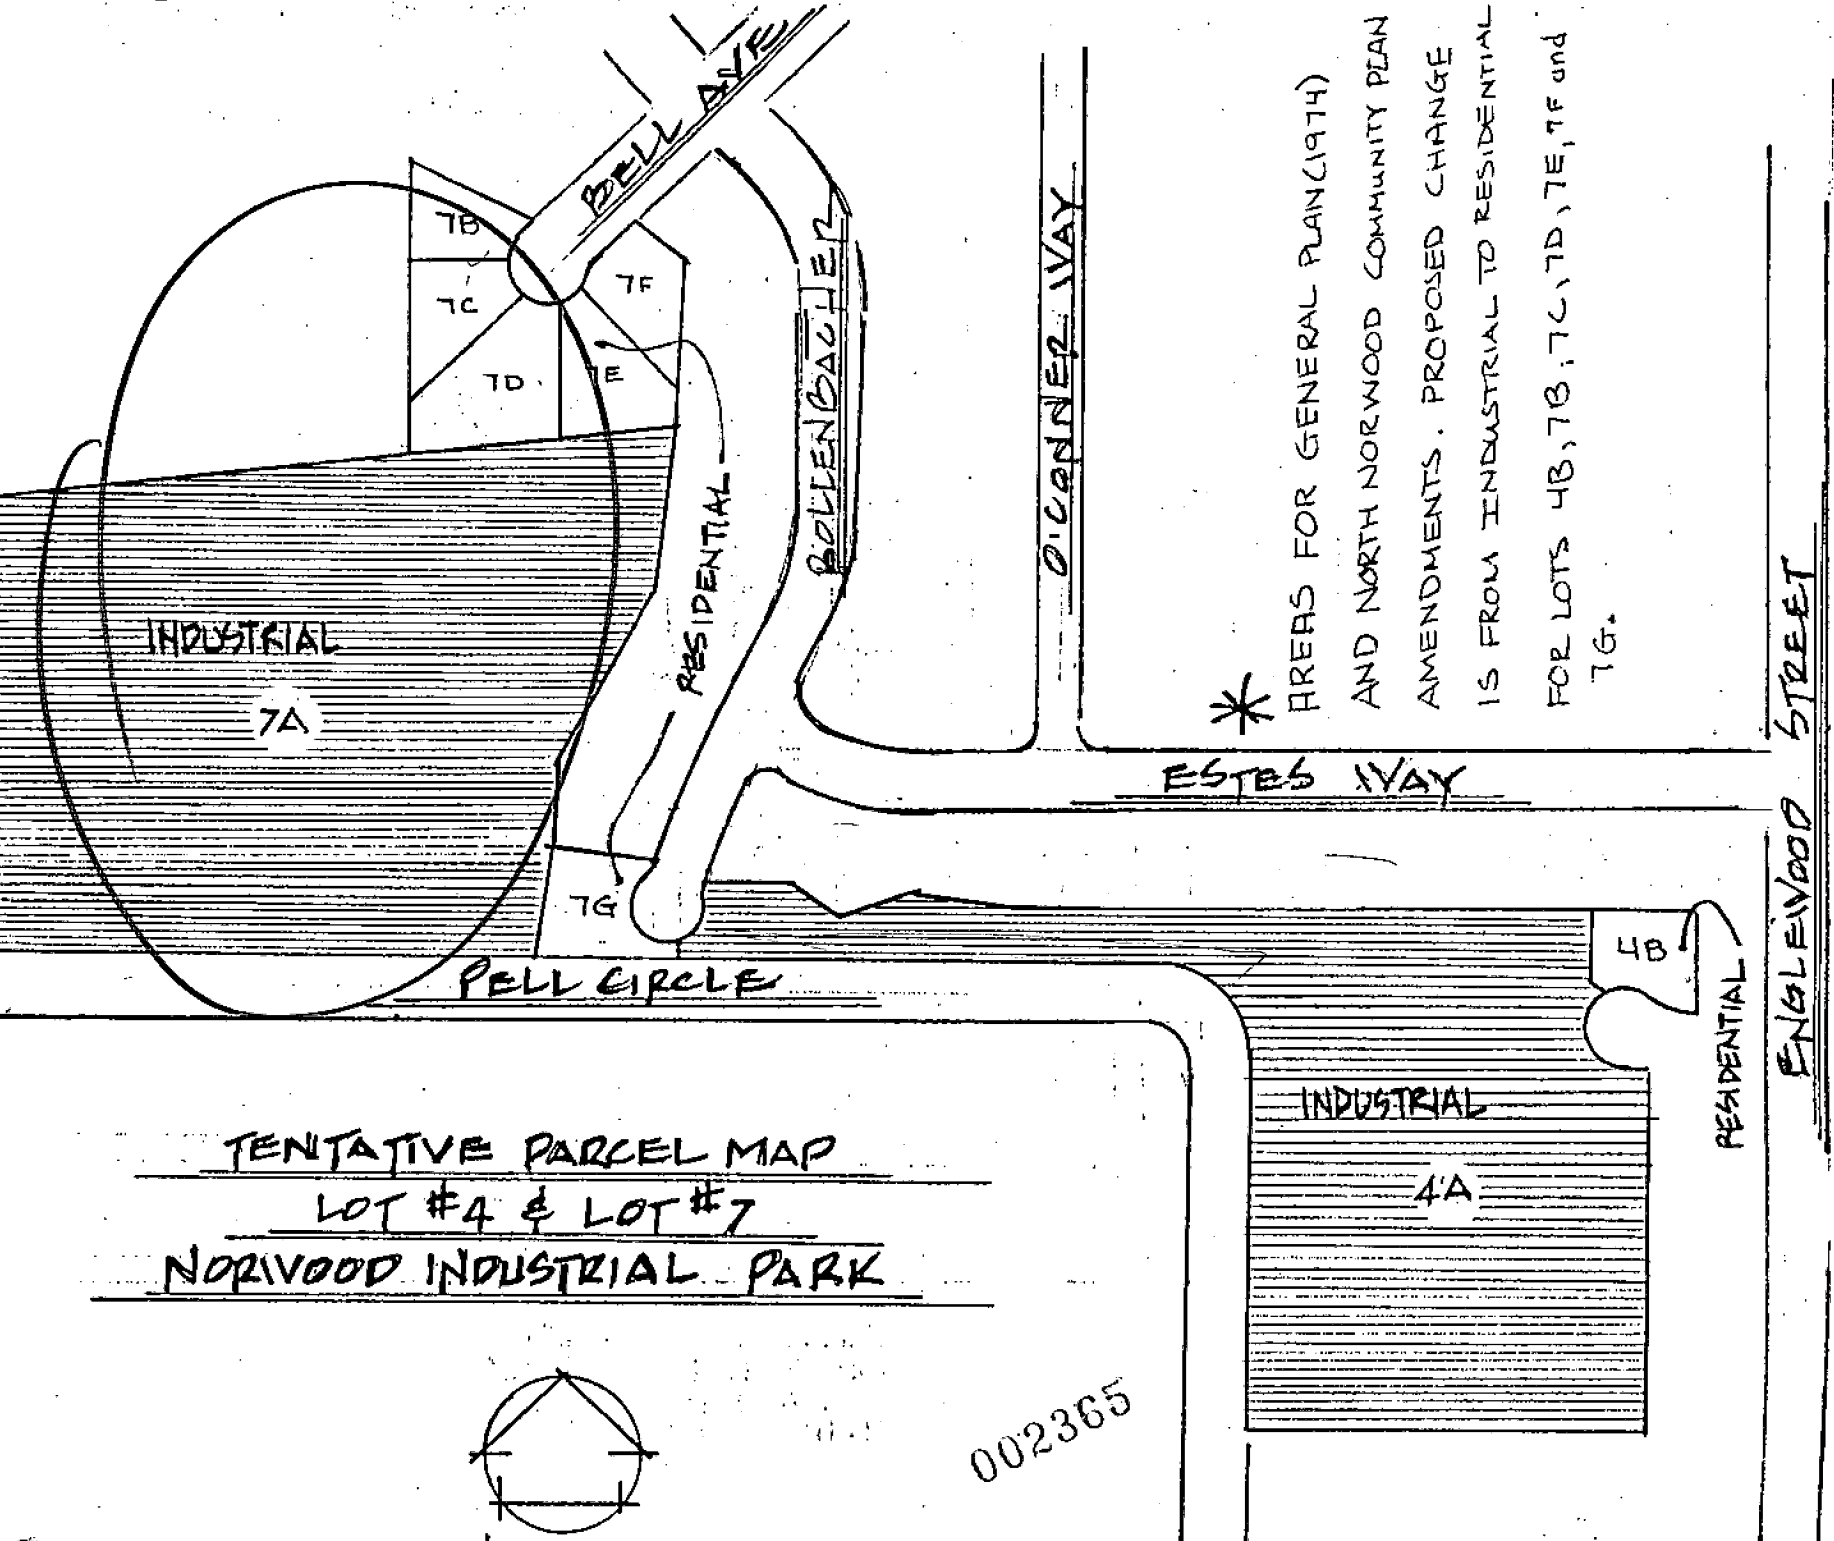 BELL AVE
7B
7C
7D
7E
7F
BOLLENBACHER
O'CONNER WAY
RESIDENTIAL
INDUSTRIAL
7A
ESTES WAY
7G
PELL CIRCLE
4B
RESIDENTIAL
ENGLEWOOD STREET
INDUSTRIAL
4A
* AREAS FOR GENERAL PLAN (1974)
AND NORTH NORWOOD COMMUNITY PLAN
AMENDMENTS. PROPOSED CHANGE
IS FROM INDUSTRIAL TO RESIDENTIAL
FOR LOTS 4B, 7B, 7C, 7D, 7E, 7F and
7G.
TENTATIVE PARCEL MAP
LOT #4 & LOT #7
NORWOOD INDUSTRIAL PARK
002365